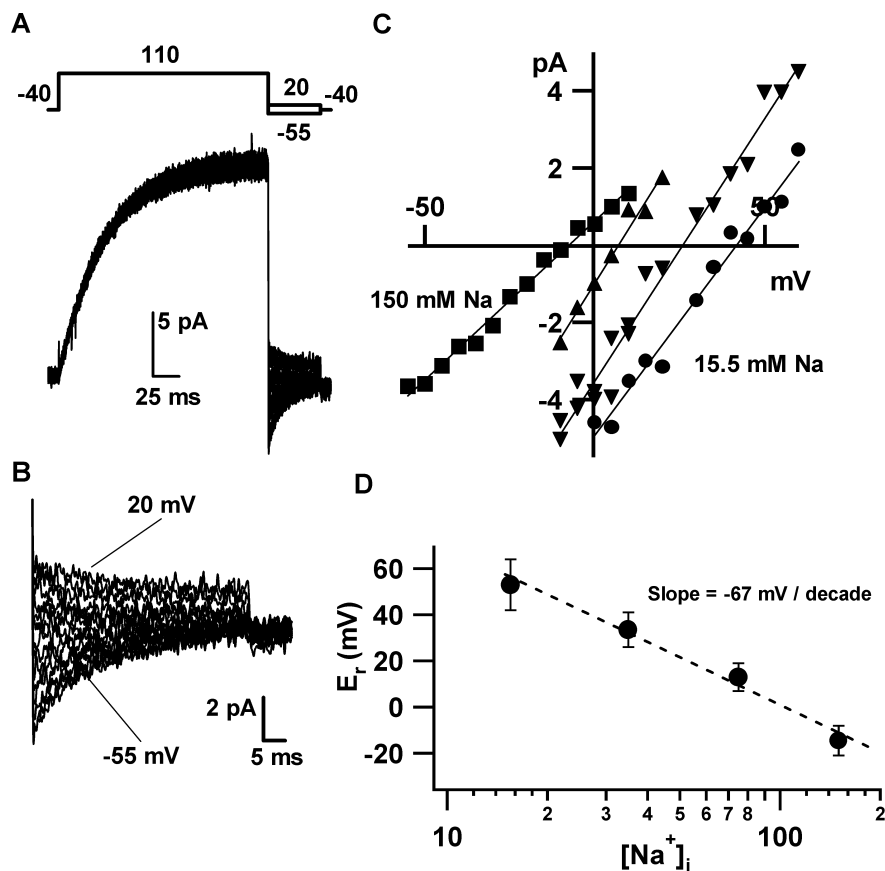 A
110
-40
20
-40
-55
5 pA
25 ms
B
20 mV
-55 mV
2 pA
5 ms
C
pA
4
2
-50
50
mV
150 mM Na
-2
15.5 mM Na
-4
D
60
40
20
0
-20
Er (mV)
Slope = -67 mV / decade
10 2 3 4 5 6 7 8 100 2
[Na+]i